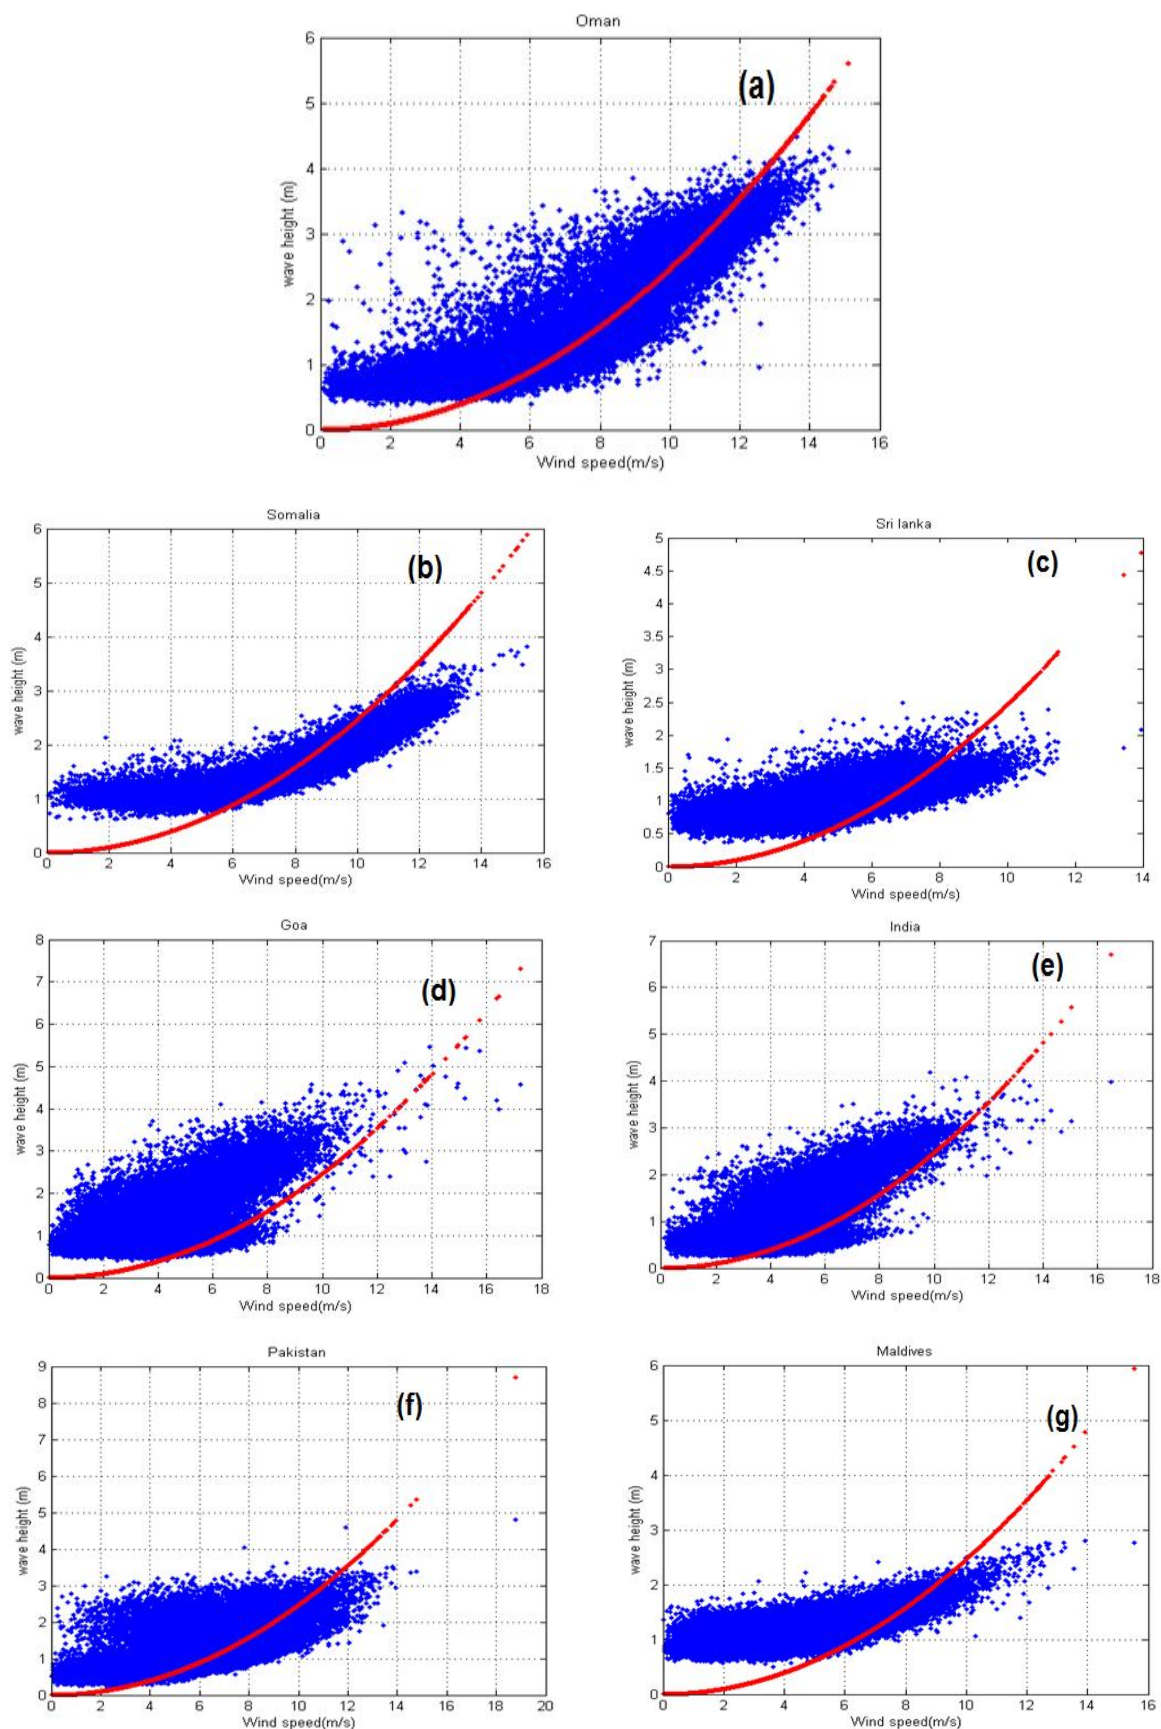 Oman
(a)
6
5
4
3
2
1
0
wave height (m)
0 2 4 6 8 10 12 14 16
Wind speed(m/s)
Somalia
(b)
6
5
4
3
2
1
0
wave height (m)
0 2 4 6 8 10 12 14 16
Wind speed(m/s)
Sri lanka
(c)
5
4.5
4
3.5
3
2.5
2
1.5
1
0.5
0
wave height (m)
0 2 4 6 8 10 12 14
Wind speed(m/s)
Goa
(d)
8
7
6
5
4
3
2
1
0
wave height (m)
0 2 4 6 8 10 12 14 16 18
Wind speed(m/s)
India
(e)
7
6
5
4
3
2
1
0
wave height (m)
0 2 4 6 8 10 12 14 16 18
Wind speed(m/s)
Pakistan
(f)
9
8
7
6
5
4
3
2
1
0
wave height (m)
0 2 4 6 8 10 12 14 16 18 20
Wind speed(m/s)
Maldives
(g)
6
5
4
3
2
1
0
wave height (m)
0 2 4 6 8 10 12 14 16
Wind speed(m/s)